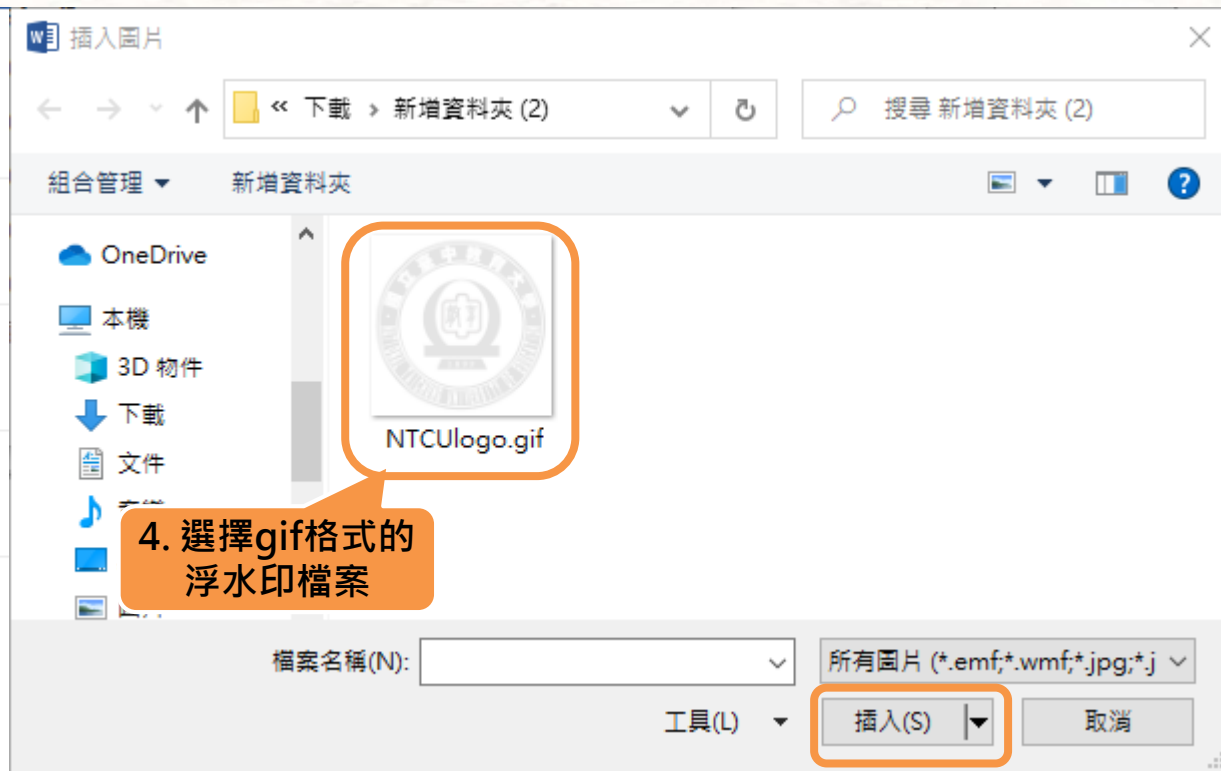 插入圖片
« 下載 › 新增資料夾 (2)
搜尋 新增資料夾 (2)
組合管理
新增資料夾
OneDrive
本機
3D 物件
下載
文件
NTCUlogo.gif
4. 選擇gif格式的
浮水印檔案
檔案名稱(N):
所有圖片 (*.emf;*.wmf;*.jpg;*.j
工具(L)
插入(S)
取消